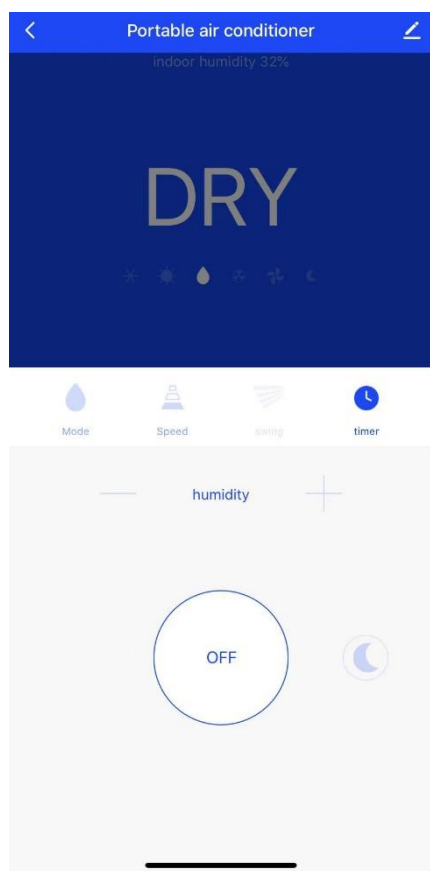 Portable air conditioner
indoor humidity 32%
DRY
Mode Speed swing timer
humidity
OFF